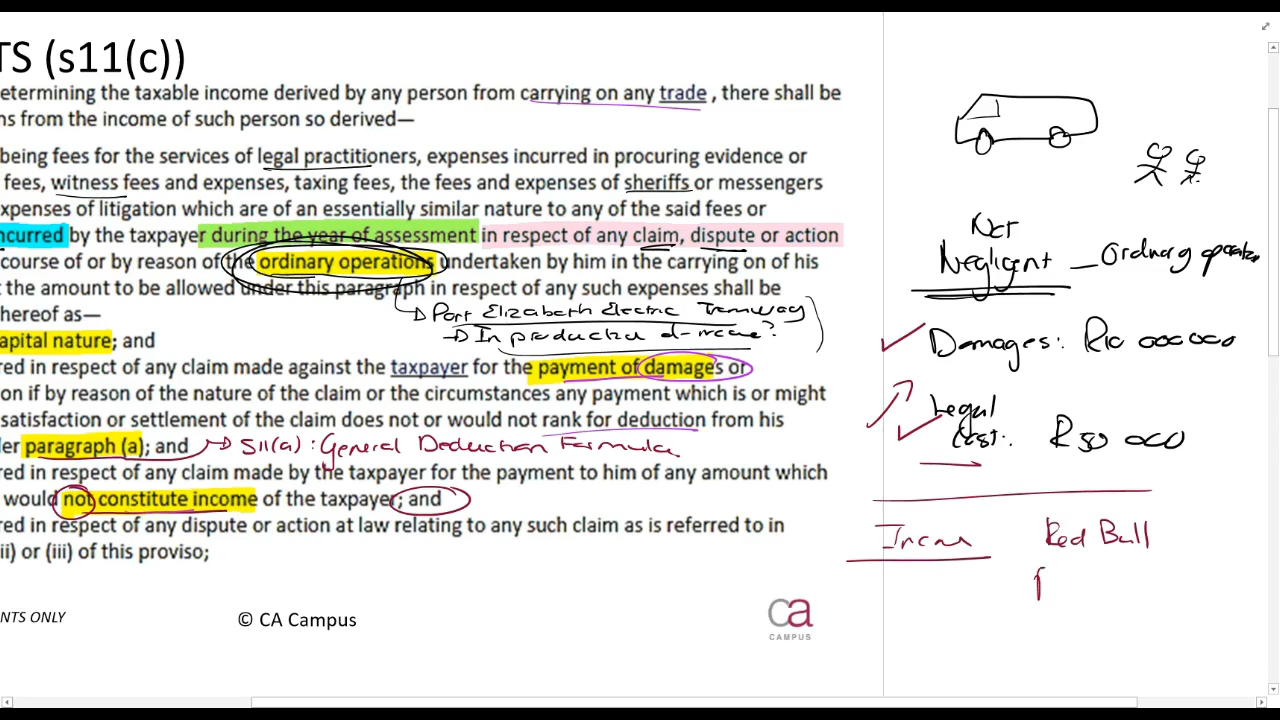 TS (s11(c))
etermining the taxable income derived by any person from carrying on any trade , there shall be
ns from the income of such person so derived—
being fees for the services of legal practitioners, expenses incurred in procuring evidence or
fees, witness fees and expenses, taxing fees, the fees and expenses of sheriffs or messengers
xpenses of litigation which are of an essentially similar nature to any of the said fees or
ncurred by the taxpayer during the year of assessment in respect of any claim, dispute or action
course of or by reason of the ordinary operations undertaken by him in the carrying on of his
t the amount to be allowed under this paragraph in respect of any such expenses shall be
hereof as—
Port Elizabeth Electric Tramway
In production of income?
apital nature; and
red in respect of any claim made against the taxpayer for the payment of damages or
on if by reason of the nature of the claim or the circumstances any payment which is or might
satisfaction or settlement of the claim does not or would not rank for deduction from his
er paragraph (a); and
S11(a): General Deduction Formula
red in respect of any claim made by the taxpayer for the payment to him of any amount which
would not constitute income of the taxpayer; and
red in respect of any dispute or action at law relating to any such claim as is referred to in
ii) or (iii) of this proviso;
NTS ONLY
© CA Campus
ca
CAMPUS
Not
Negligent – Ordinary
Damages: R10 000 000
Legal
Cost: R50 000
Income
Red Bull